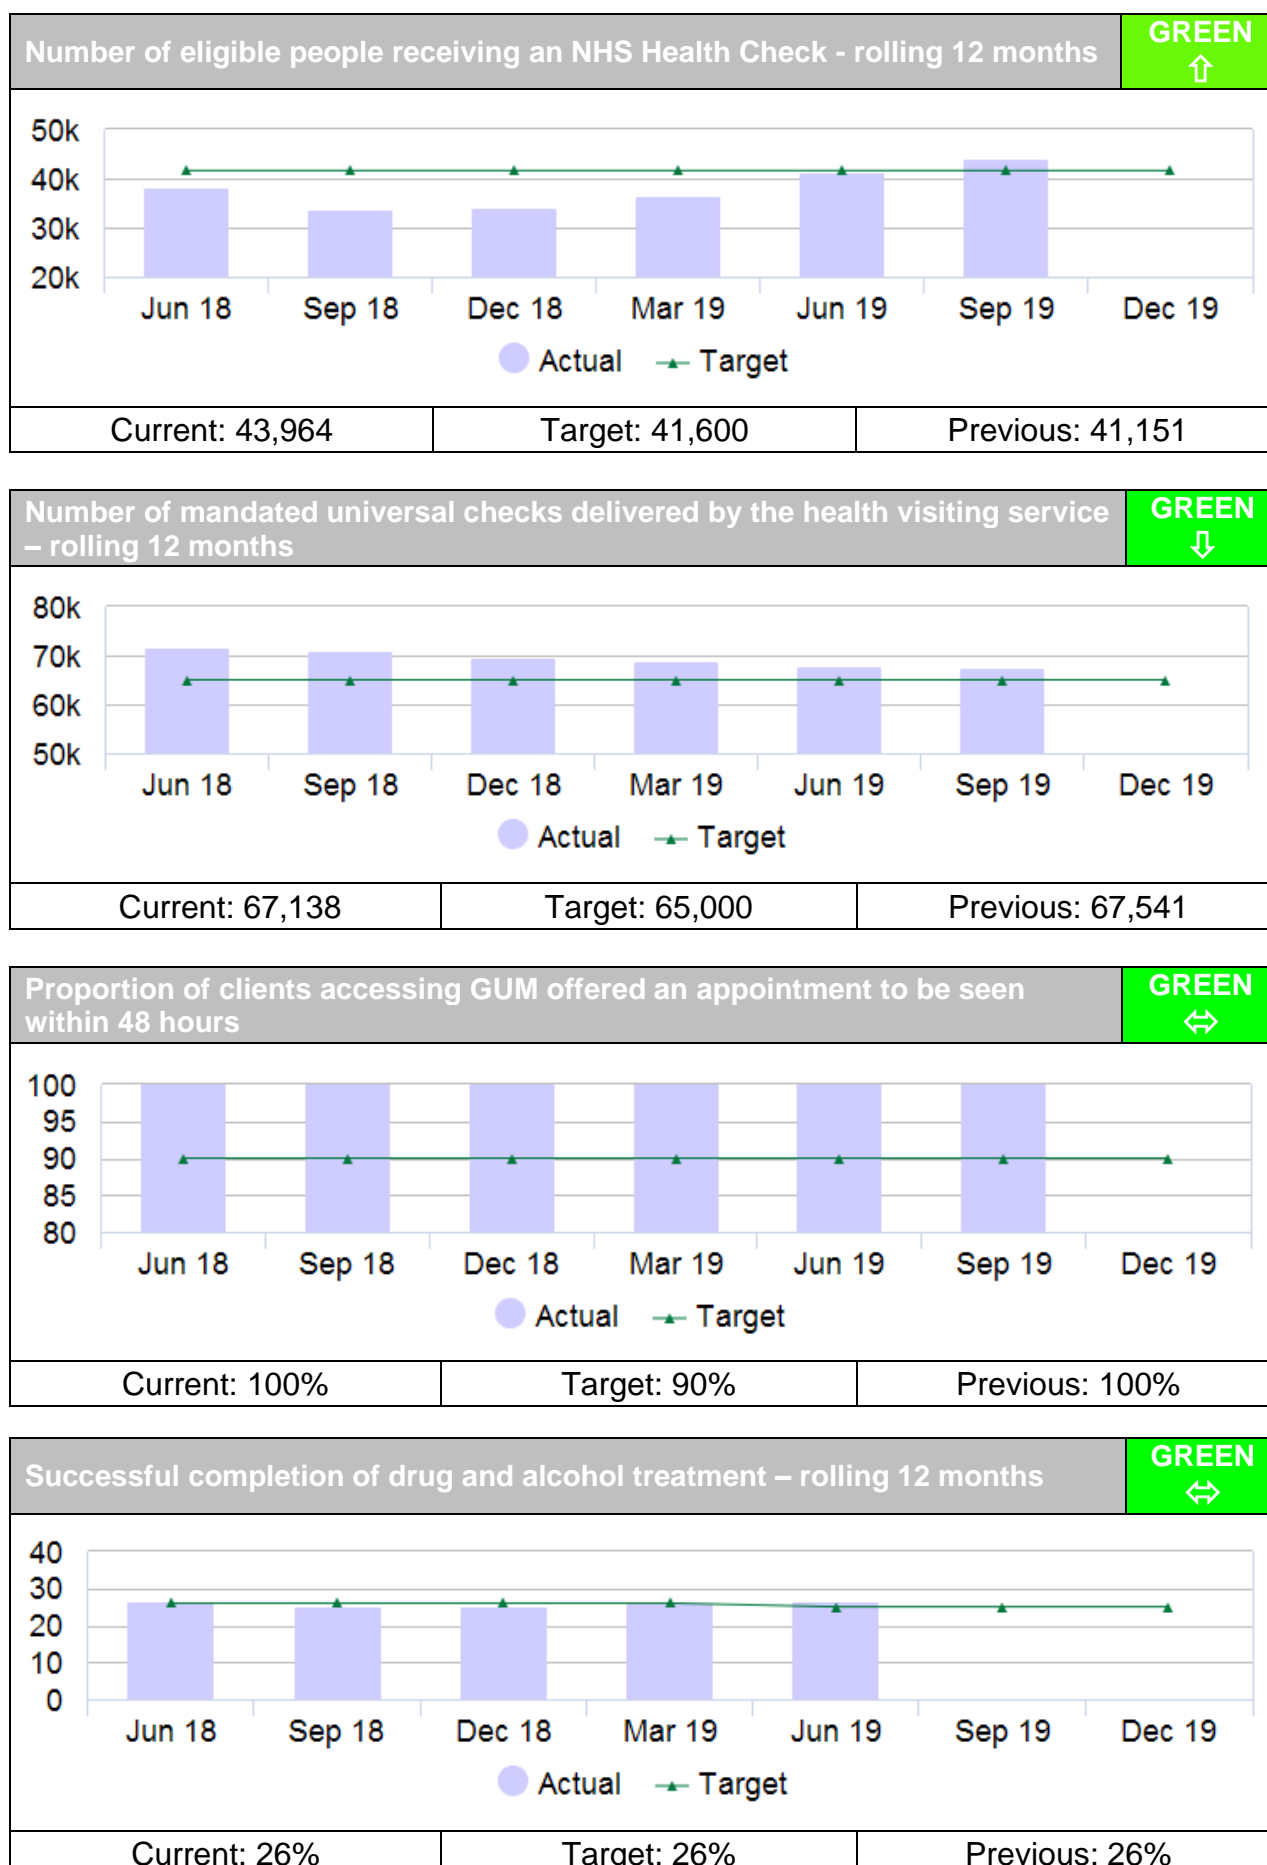 Number of eligible people receiving an NHS Health Check - rolling 12 months
GREEN
⇧
50k
40k
30k
20k
Jun 18 Sep 18 Dec 18 Mar 19 Jun 19 Sep 19 Dec 19
Actual Target
Current: 43,964 Target: 41,600 Previous: 41,151
Number of mandated universal checks delivered by the health visiting service
– rolling 12 months
GREEN
⇩
80k
70k
60k
50k
Jun 18 Sep 18 Dec 18 Mar 19 Jun 19 Sep 19 Dec 19
Actual Target
Current: 67,138 Target: 65,000 Previous: 67,541
Proportion of clients accessing GUM offered an appointment to be seen
within 48 hours
GREEN
⬄
100
95
90
85
80
Jun 18 Sep 18 Dec 18 Mar 19 Jun 19 Sep 19 Dec 19
Actual Target
Current: 100% Target: 90% Previous: 100%
Successful completion of drug and alcohol treatment – rolling 12 months
GREEN
⬄
40
30
20
10
0
Jun 18 Sep 18 Dec 18 Mar 19 Jun 19 Sep 19 Dec 19
Actual Target
Current: 26% Target: 26% Previous: 26%